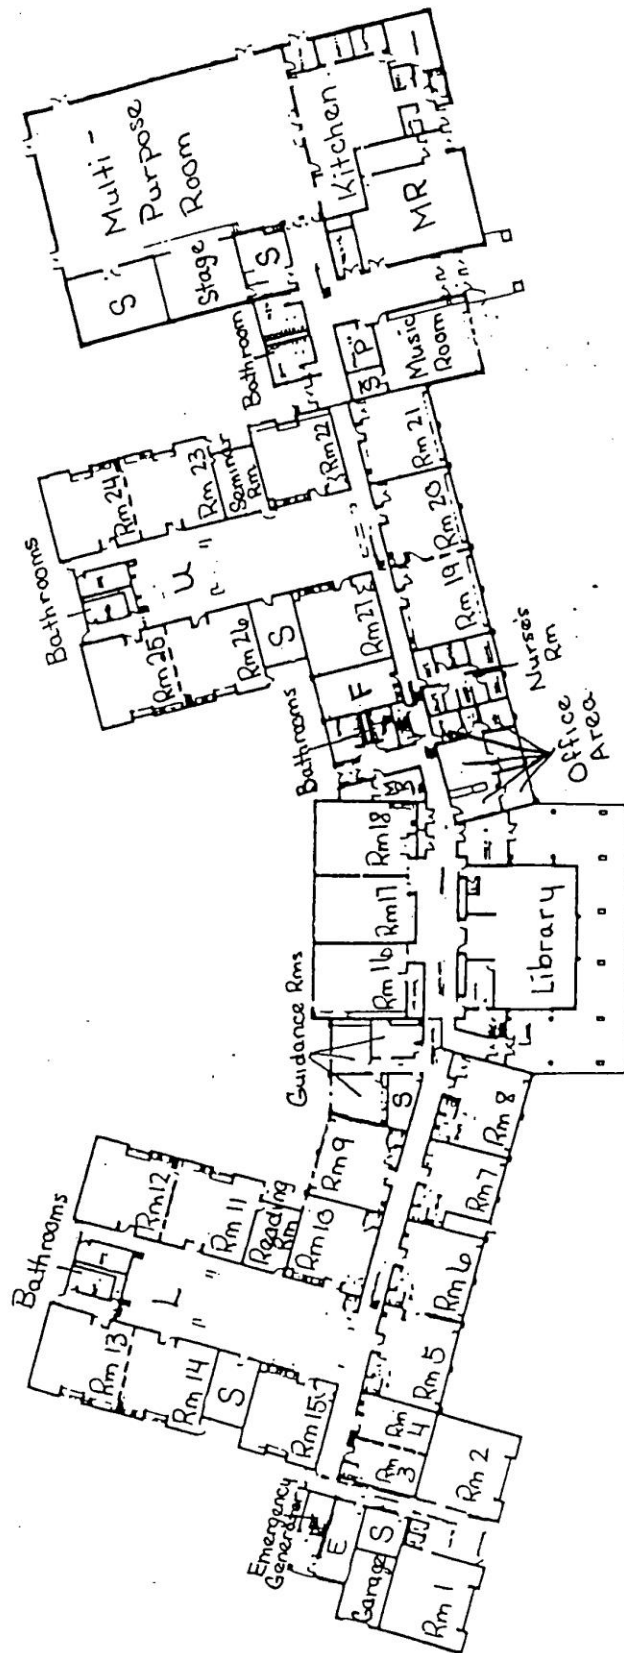 Multi-
Purpose
Room
Kitchen
S
Stage
S
MR
Bathroom
P
S
Music
Room
Rm 24
Rm 23
Seminar
Rm
Rm 22
Rm 21
Bathrooms
U
Rm 20
Rm 25
Rm 26
S
Rm 27
Rm 19
F
Nurse's
Rm
Bathrooms
Office
Area
Rm 18
Rm 17
Rm 16
Library
Guidance Rms
S
Rm 8
Rm 9
Rm 7
Rm 12
Rm 11
Reading
Rm
Rm 10
Rm 6
Bathrooms
L
Rm 5
Rm 13
Rm 14
S
Rm 15
Rm
4
Rm
3
Rm 2
Emergency
Generator
E
S
Garage
Rm 1